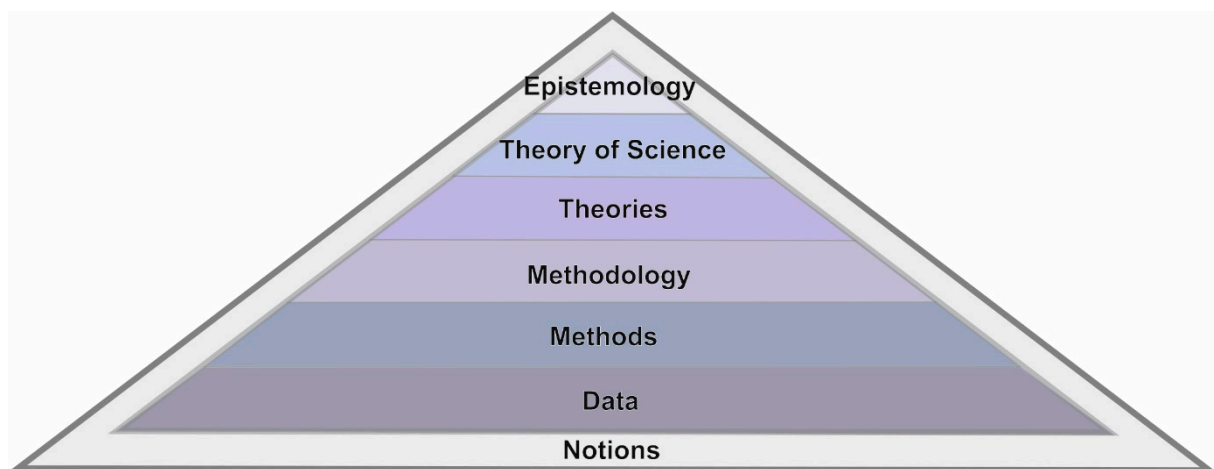 Epistemology
Theory of Science
Theories
Methodology
Methods
Data
Notions